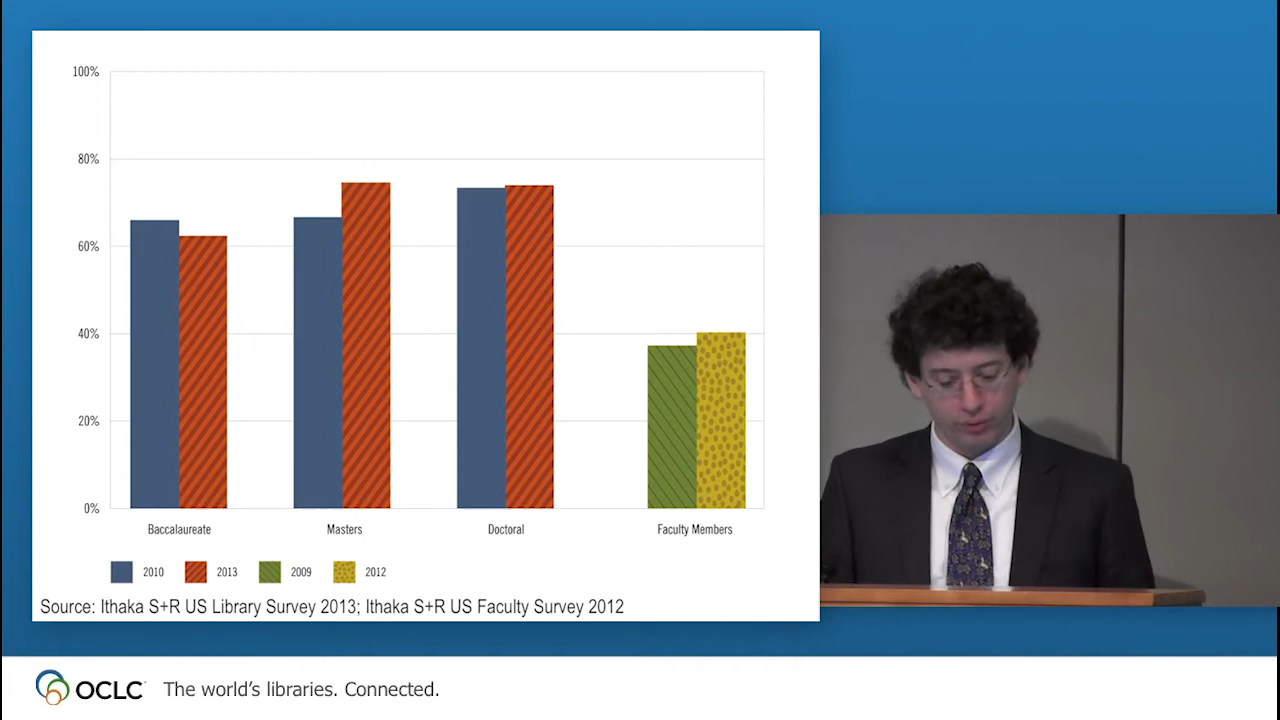 100%
80%
60%
40%
20%
0%
Baccalaureate Masters Doctoral Faculty Members
2010 2013 2009 2012
Source: Ithaka S+R US Library Survey 2013; Ithaka S+R US Faculty Survey 2012
OCLC The world's libraries. Connected.